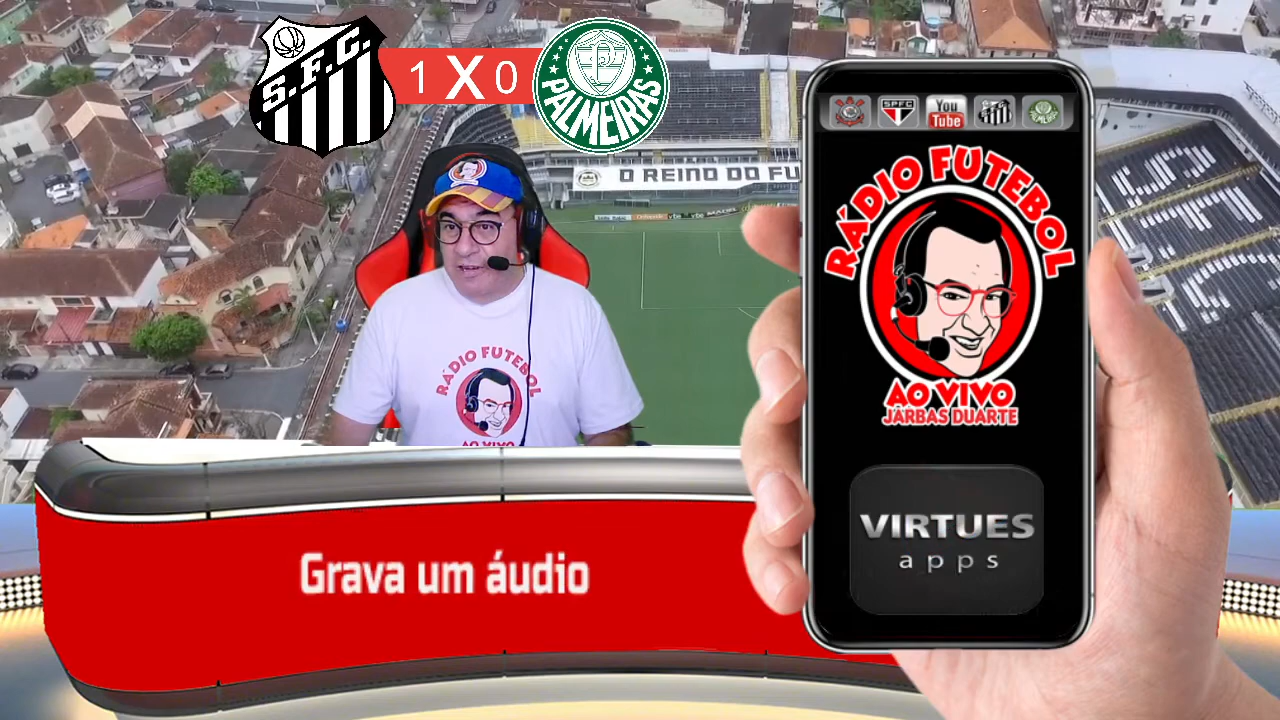 S.F.C.
1 X 0
PALMEIRAS
O REINO DO FU
SPFC
You
Tube
RÁDIO FUTEBOL
AO VIVO
JARBAS DUARTE
RÁDIO FUTEBOL
AO VIVO
VIRTUES
apps
Grava um áudio